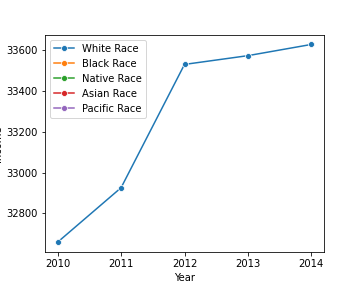 33600
33400
33200
33000
32800
White Race
Black Race
Native Race
Asian Race
Pacific Race
2010 2011 2012 2013 2014
Year